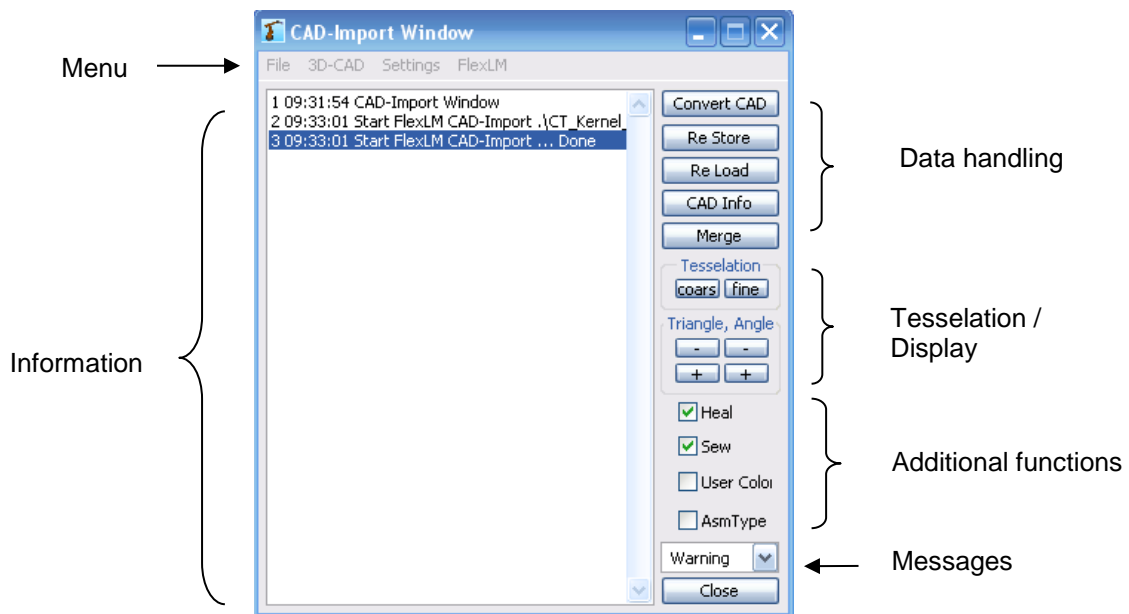 CAD-Import Window
Menu
File 3D-CAD Settings FlexLM
1 09:31:54 CAD-Import Window
2 09:33:01 Start FlexLM CAD-Import .\CT_Kernel_
3 09:33:01 Start FlexLM CAD-Import ... Done
Convert CAD
Re Store
Re Load
CAD Info
Merge
Data handling
Tesselation
coars fine
Triangle, Angle
- -
+ +
Tesselation /
Display
Information
Heal
Sew
User Color
AsmType
Additional functions
Warning
Messages
Close